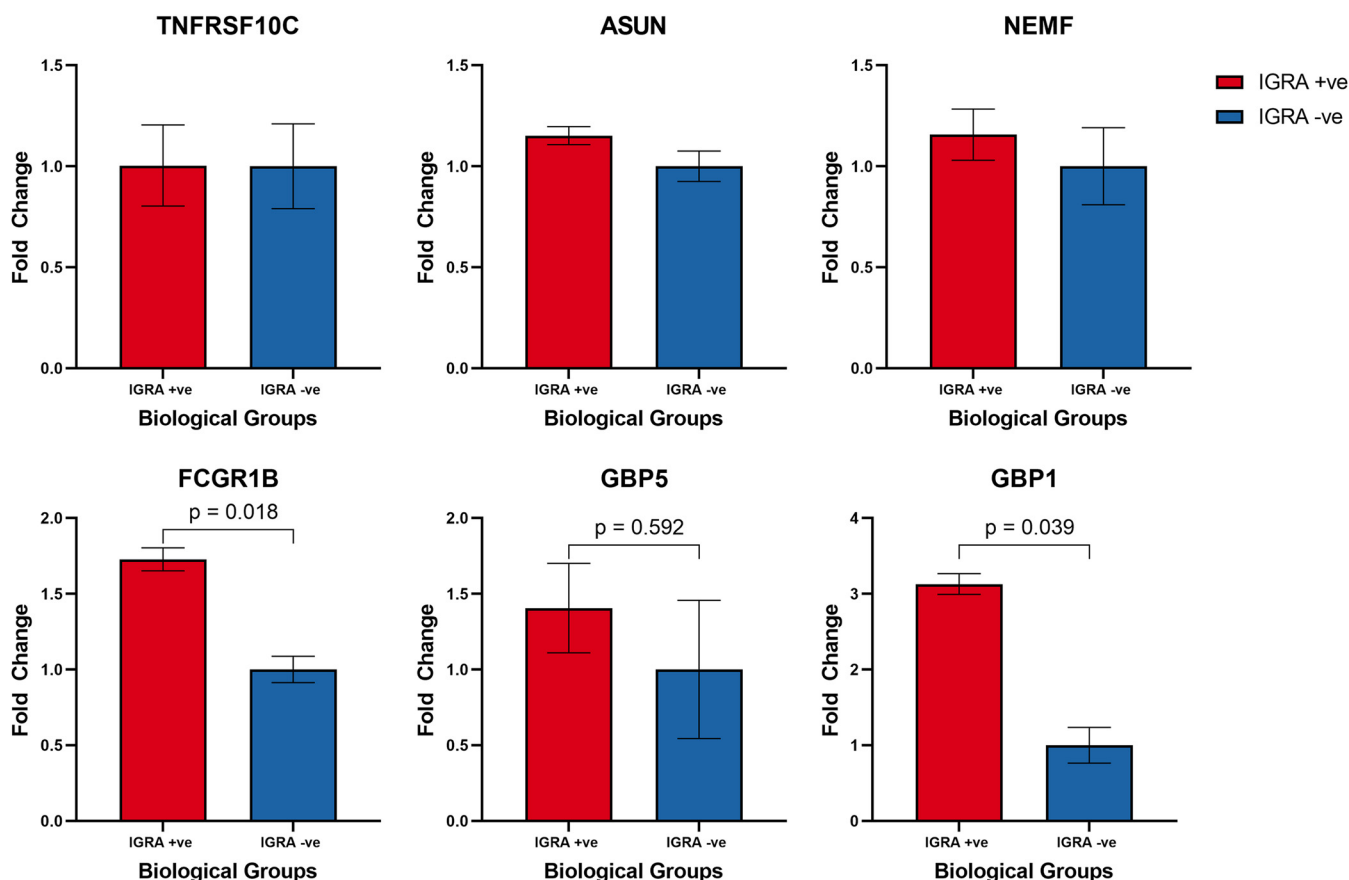 TNFRSF10C
ASUN
NEMF
1.5
1.0
0.5
0.0
Fold Change
IGRA +ve
IGRA -ve
Biological Groups
1.5
1.0
0.5
0.0
Fold Change
IGRA +ve
IGRA -ve
Biological Groups
1.5
1.0
0.5
0.0
Fold Change
IGRA +ve
IGRA -ve
Biological Groups
IGRA +ve
IGRA -ve
FCGR1B
p = 0.018
2.0
1.5
1.0
0.5
0.0
Fold Change
IGRA +ve
IGRA -ve
Biological Groups
GBP5
p = 0.592
2.0
1.5
1.0
0.5
0.0
Fold Change
IGRA +ve
IGRA -ve
Biological Groups
GBP1
p = 0.039
4
3
2
1
0
Fold Change
IGRA +ve
IGRA -ve
Biological Groups